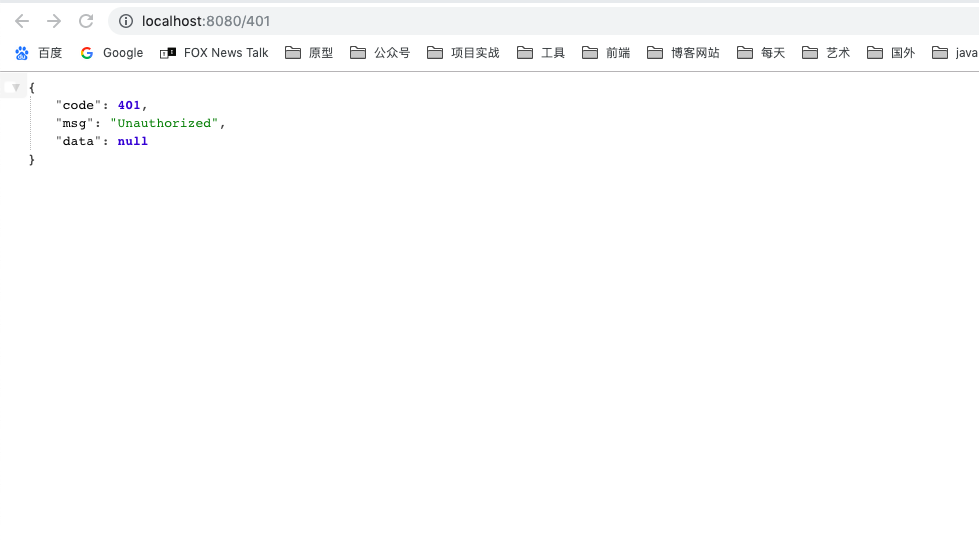 localhost:8080/401
百度 Google FOX News Talk 原型 公众号 项目实战 工具 前端 博客网站 每天 艺术 国外 java
{
"code": 401,
"msg": "Unauthorized",
"data": null
}